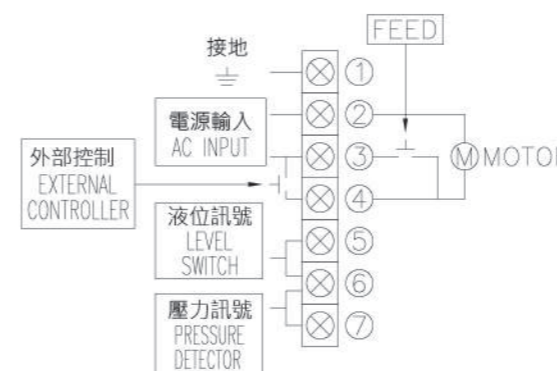 FEED
接地
①
電源輸入
AC INPUT
②
外部控制
EXTERNAL
CONTROLLER
③
M MOTOR
④
液位訊號
LEVEL
SWITCH
⑤
⑥
壓力訊號
PRESSURE
DETECTOR
⑦